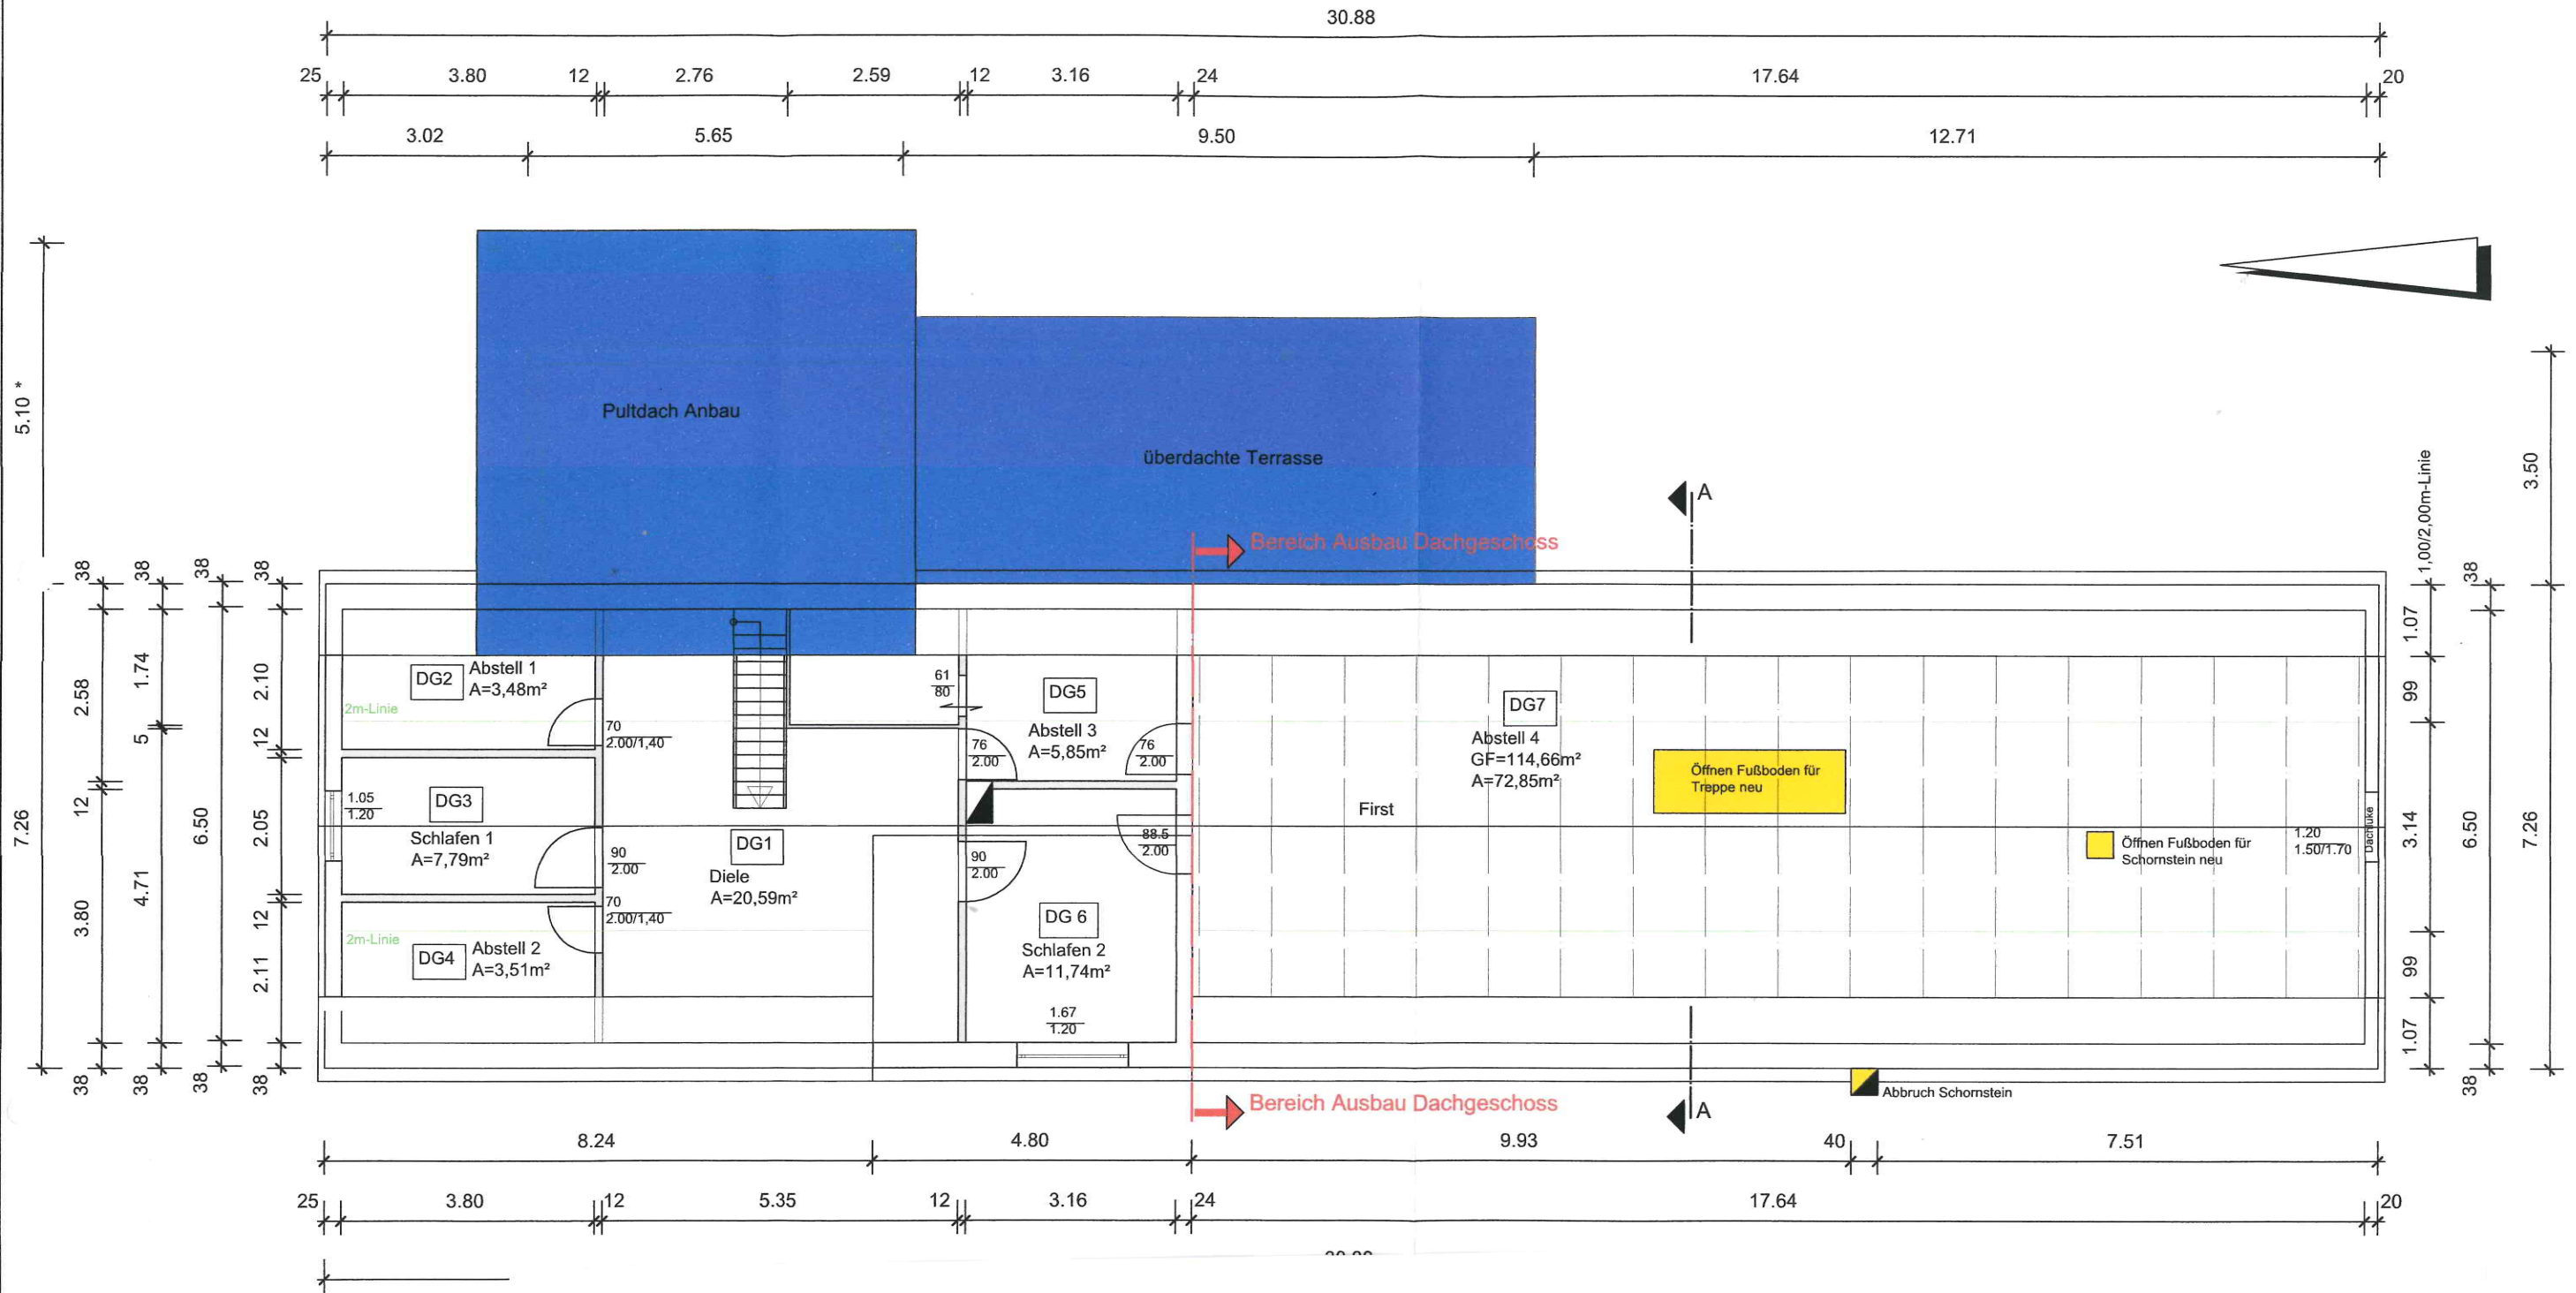 30.88
25 3.80 12 2.76 2.59 12 3.16 24 17.64 20
3.02 5.65 9.50 12.71
5.10 *
7.26
38 2.58 12 3.80 38
38 1.74 5 4.71 38
38 6.50 38
38 2.10 12 2.05 12 2.11 38
Pultdach Anbau
überdachte Terrasse
Bereich Ausbau Dachgeschoss
A
DG2
Abstell 1
A=3,48m²
2m-Linie
70
2.00/1,40
1.05
1.20
DG3
Schlafen 1
A=7,79m²
90
2.00
70
2.00/1,40
2m-Linie
DG4
Abstell 2
A=3,51m²
DG1
Diele
A=20,59m²
61
80
DG5
Abstell 3
A=5,85m²
76
2.00
76
2.00
88.5
2.00
90
2.00
DG 6
Schlafen 2
A=11,74m²
1.67
1.20
DG7
Abstell 4
GF=114,66m²
A=72,85m²
First
Öffnen Fußboden für
Treppe neu
Öffnen Fußboden für
Schornstein neu
1.20
1.50/1.70
Dachluke
1,00/2,00m-Linie
1.07 99 3.14 99 1.07
38 6.50 38
3.50
7.26
Abbruch Schornstein
Bereich Ausbau Dachgeschoss
A
8.24 4.80 9.93 40 7.51
25 3.80 12 5.35 12 3.16 24 17.64 20